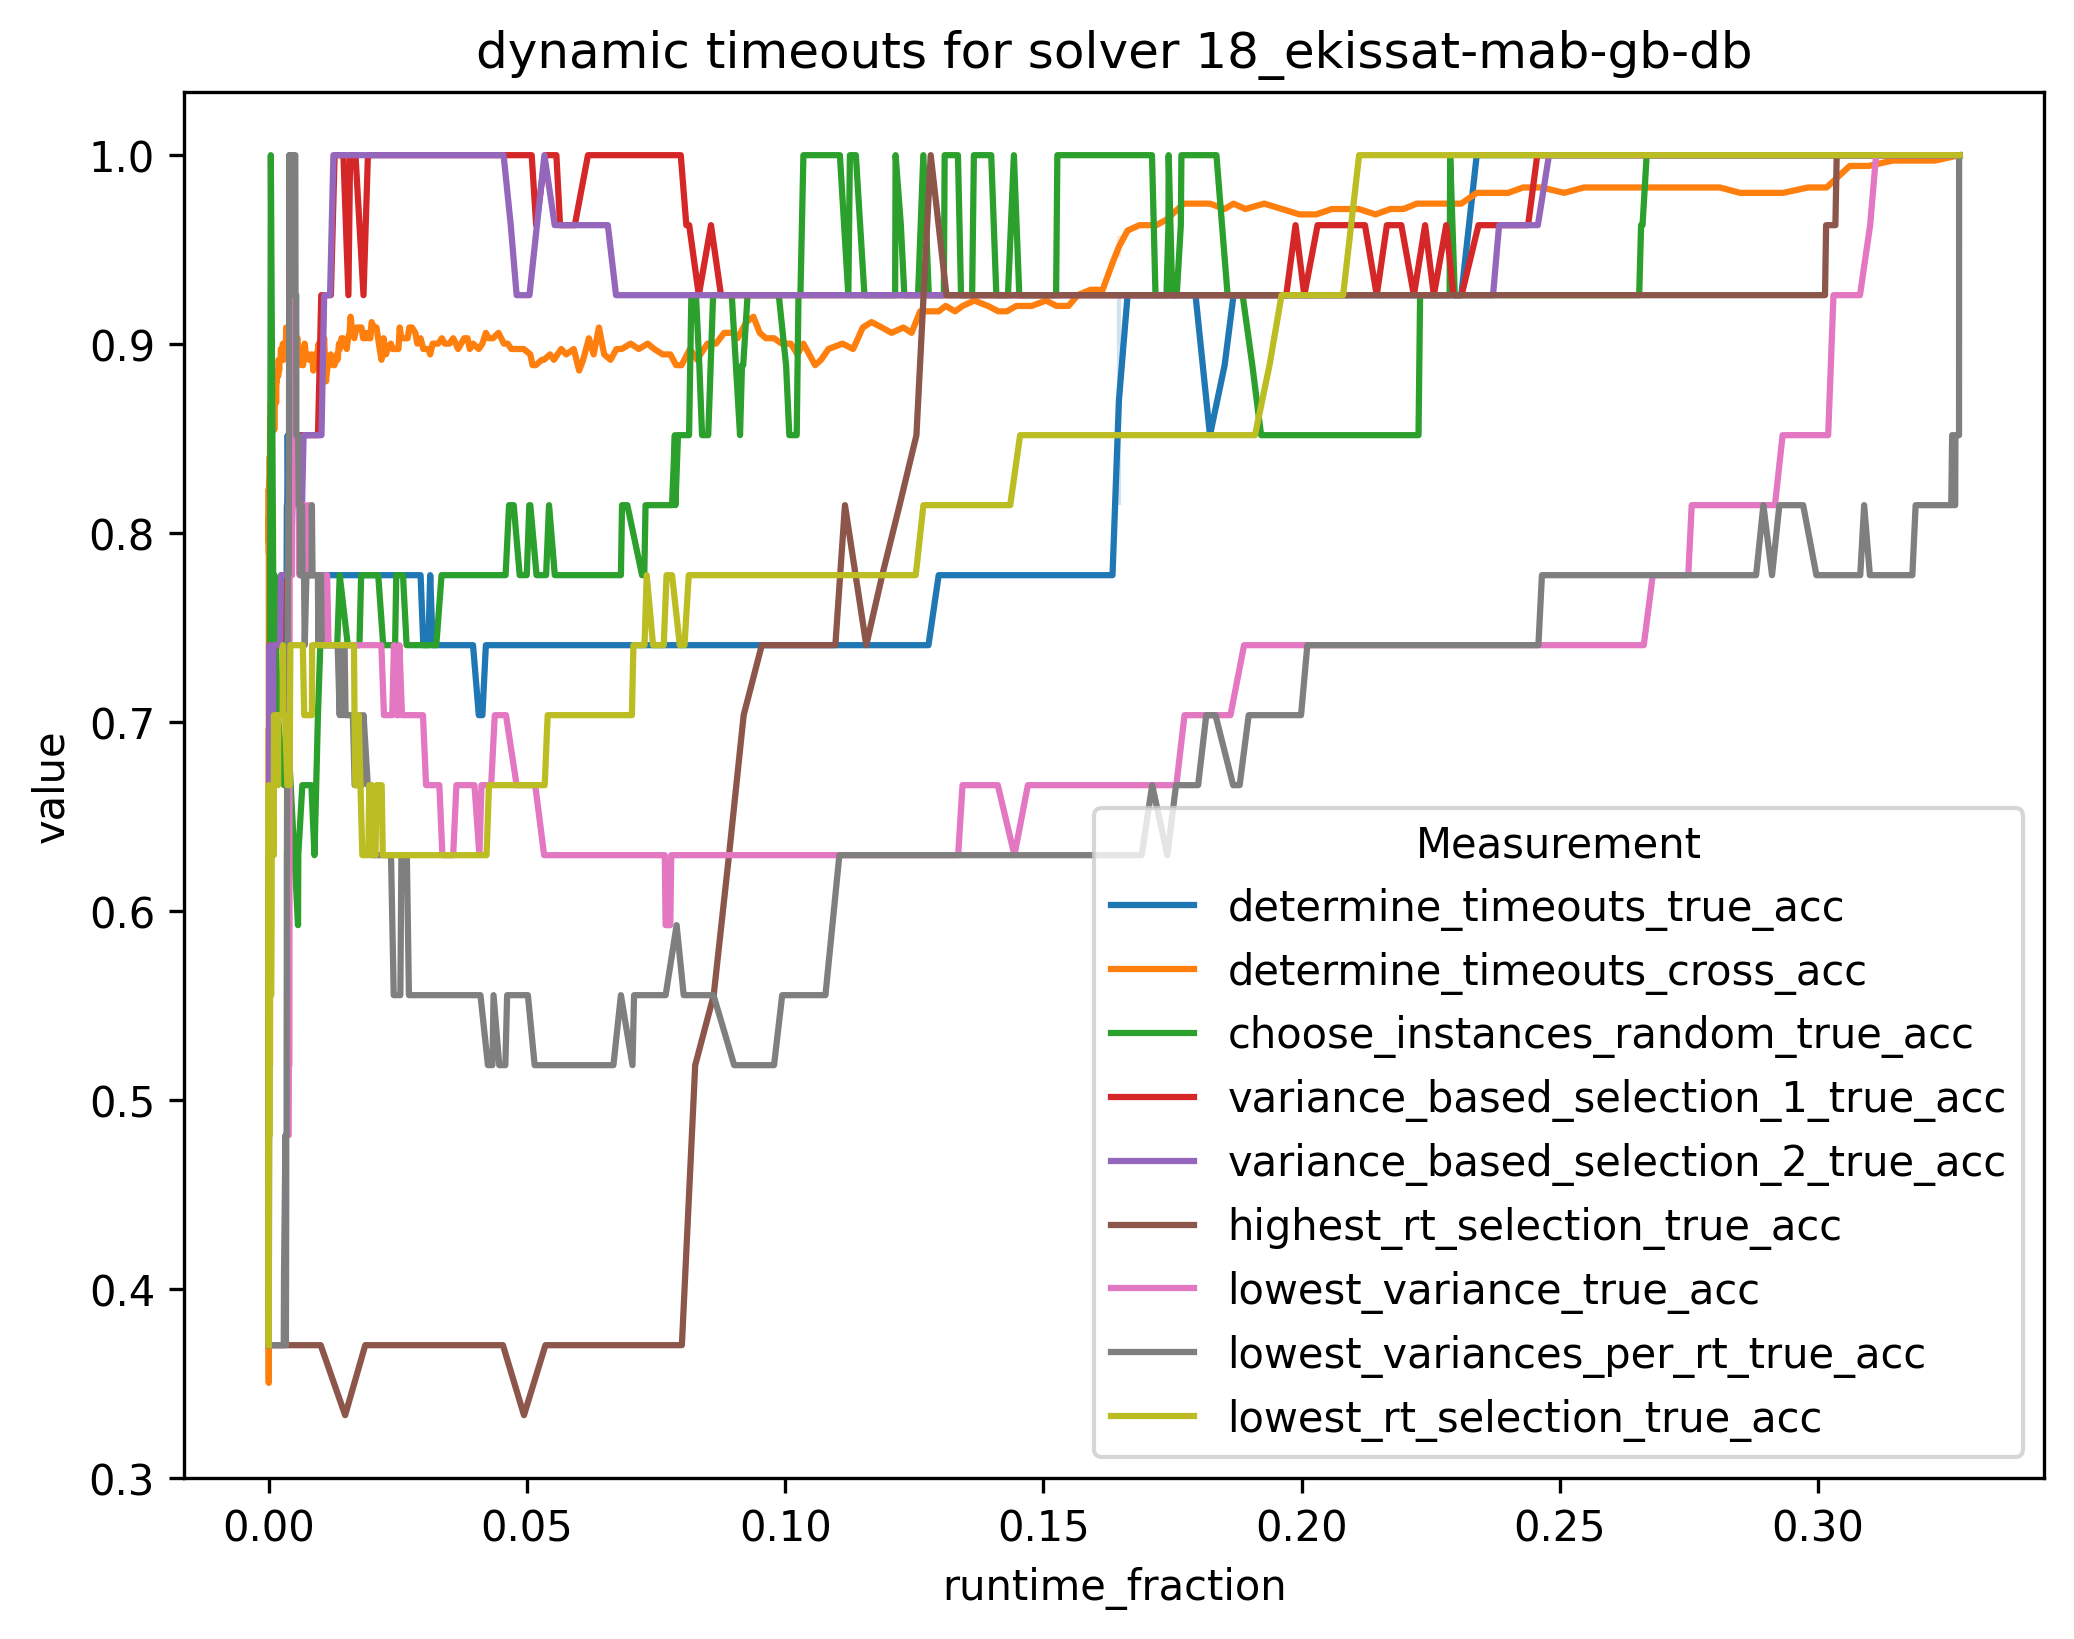 dynamic timeouts for solver 18_ekissat-mab-gb-db
1.0
0.9
0.8
0.7
0.6
0.5
0.4
0.3
value
Measurement
determine_timeouts_true_acc
determine_timeouts_cross_acc
choose_instances_random_true_acc
variance_based_selection_1_true_acc
variance_based_selection_2_true_acc
highest_rt_selection_true_acc
lowest_variance_true_acc
lowest_variances_per_rt_true_acc
lowest_rt_selection_true_acc
0.00 0.05 0.10 0.15 0.20 0.25 0.30
runtime_fraction